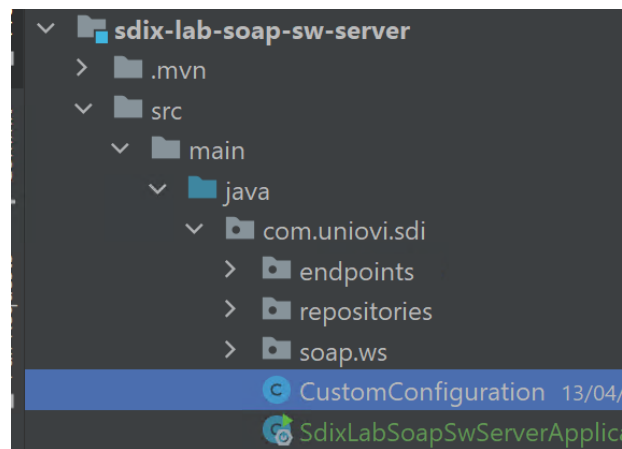 sdix-lab-soap-sw-server
.mvn
src
main
java
com.uniovi.sdi
endpoints
repositories
soap.ws
CustomConfiguration 13/04/
SdixLabSoapSwServerApplica